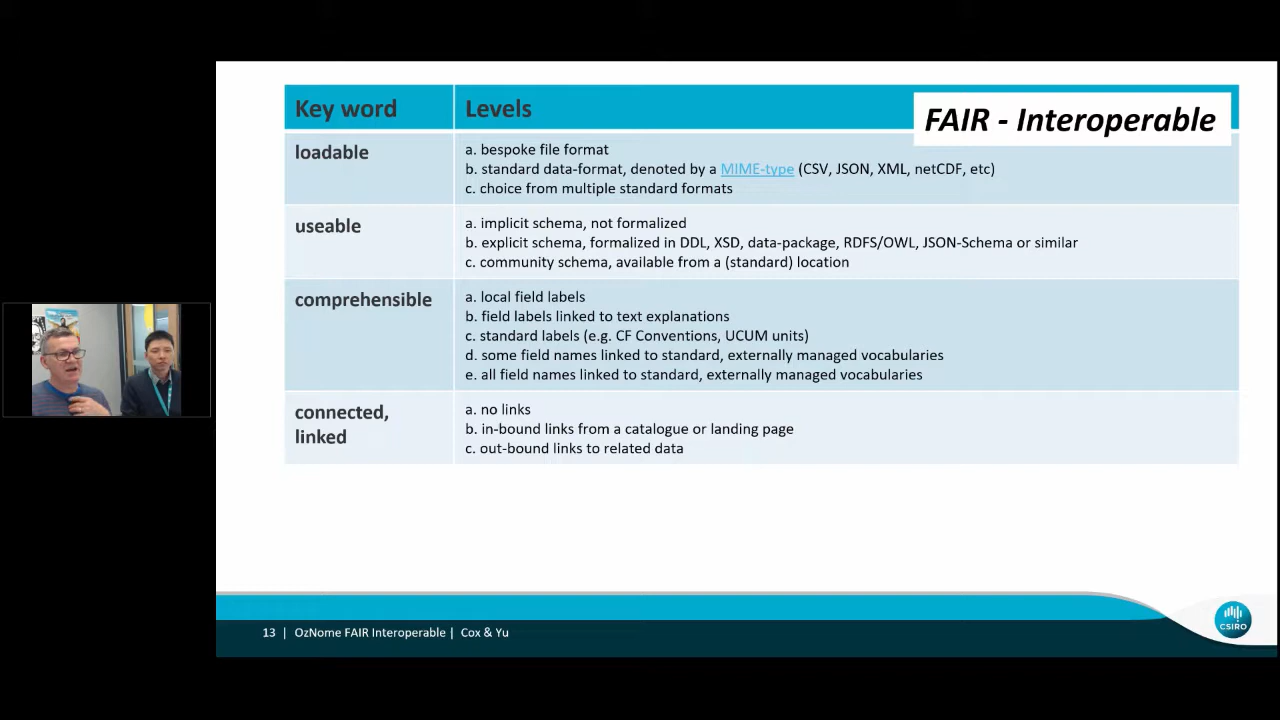 Key word
Levels
FAIR - Interoperable
loadable
a. bespoke file format
b. standard data-format, denoted by a MIME-type (CSV, JSON, XML, netCDF, etc)
c. choice from multiple standard formats
useable
a. implicit schema, not formalized
b. explicit schema, formalized in DDL, XSD, data-package, RDFS/OWL, JSON-Schema or similar
c. community schema, available from a (standard) location
comprehensible
a. local field labels
b. field labels linked to text explanations
c. standard labels (e.g. CF Conventions, UCUM units)
d. some field names linked to standard, externally managed vocabularies
e. all field names linked to standard, externally managed vocabularies
connected,
linked
a. no links
b. in-bound links from a catalogue or landing page
c. out-bound links to related data
13 | OzNome FAIR Interoperable | Cox & Yu
CSIRO